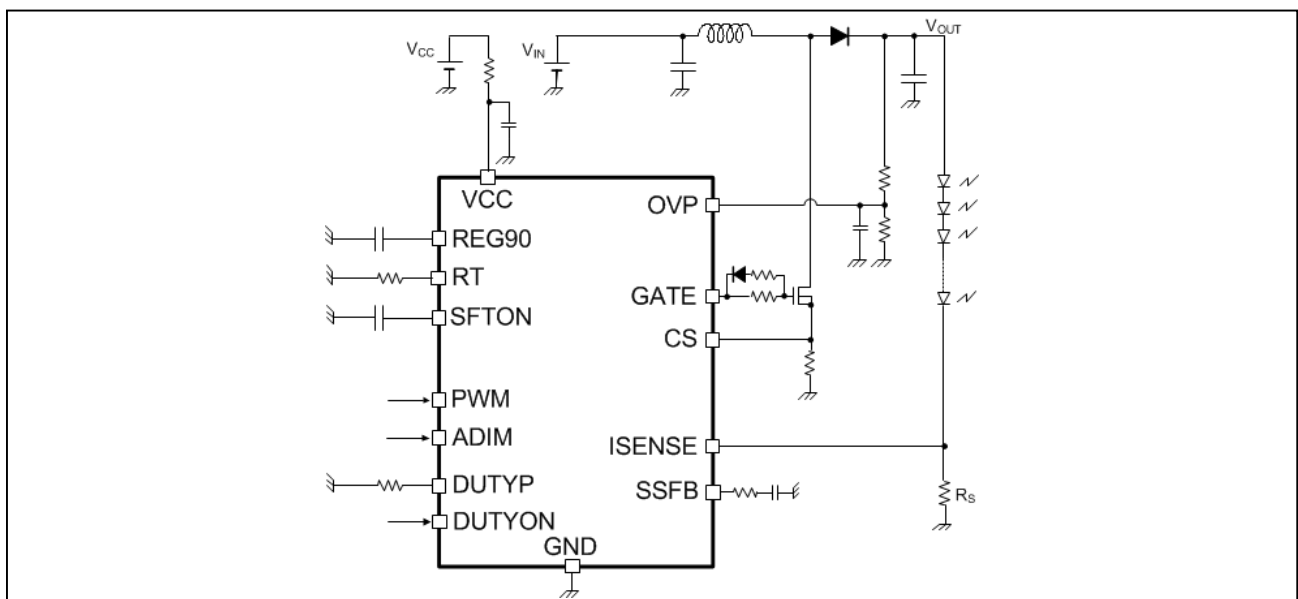 VCC
VIN
VOUT
VCC
OVP
REG90
RT
GATE
SFTON
CS
PWM
ADIM
ISENSE
DUTYP
SSFB
RS
DUTYON
GND